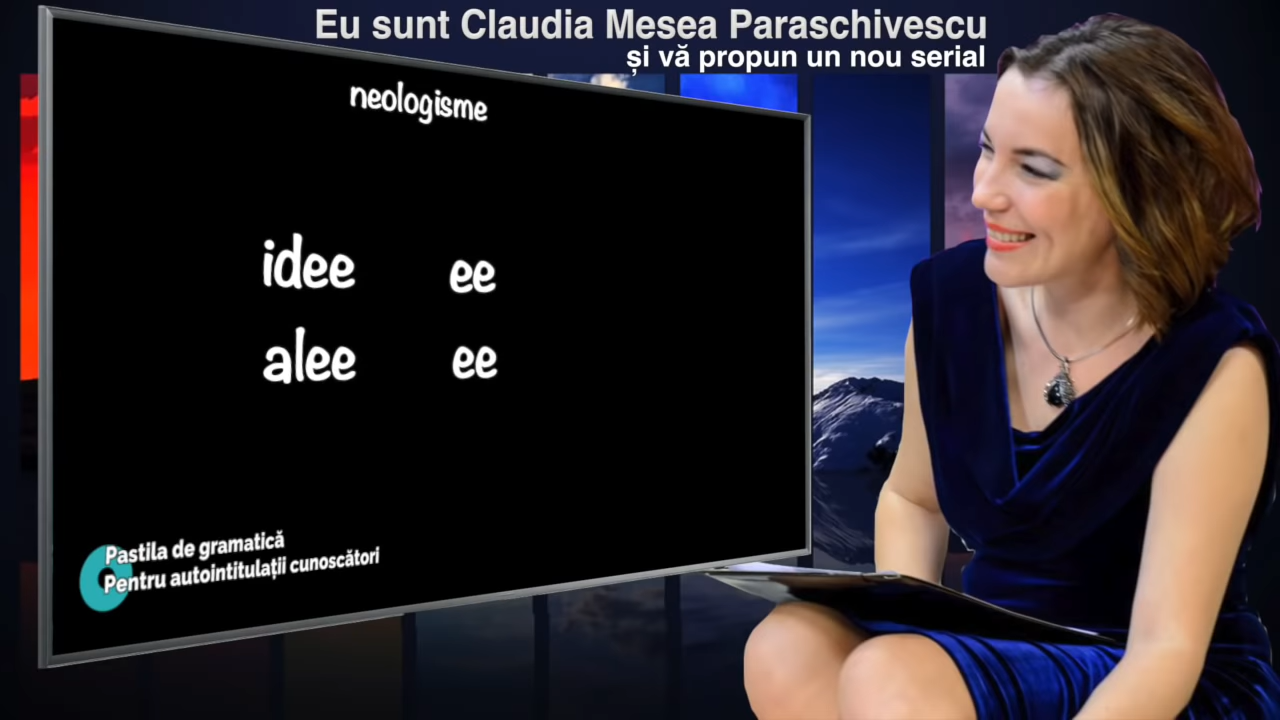 Eu sunt Claudia Mesea Paraschivescu
și vă propun un nou serial
neologisme
idee ee
alee ee
Pastila de gramatică
Pentru autointitulații cunoscători